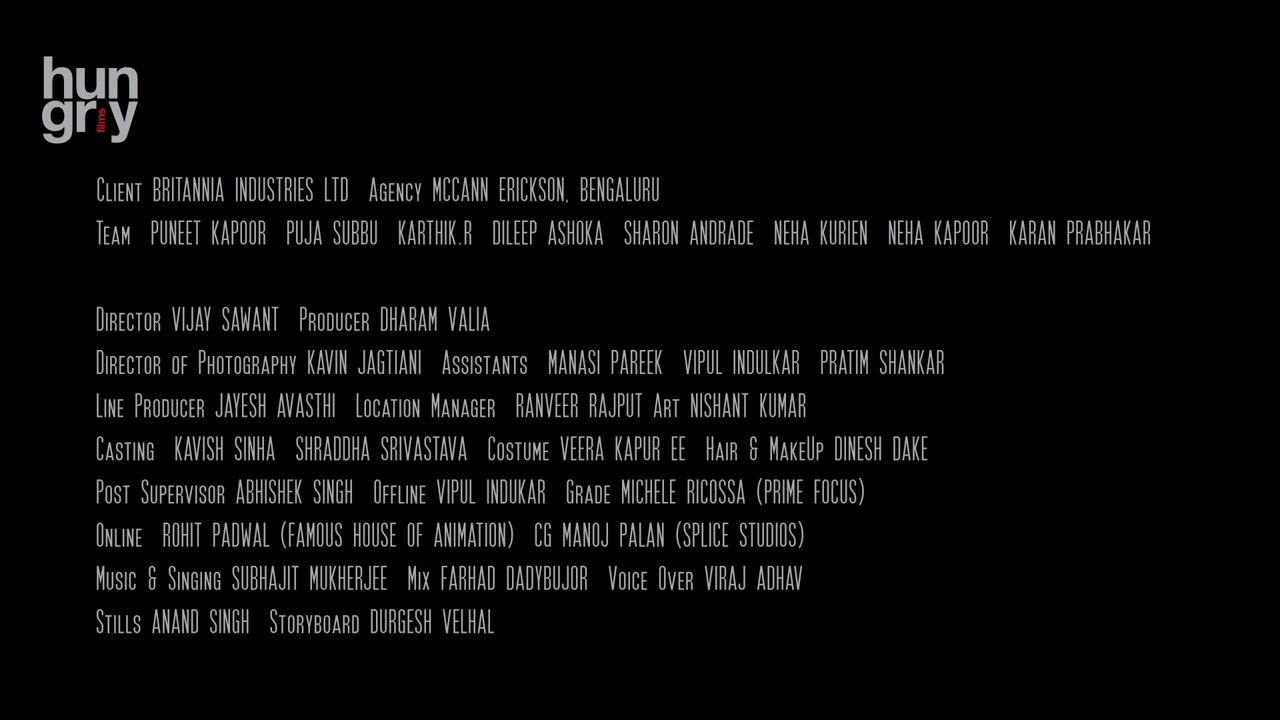 hun
gry
films
Client BRITANNIA INDUSTRIES LTD Agency MCCANN ERICKSON, BENGALURU
Team PUNEET KAPOOR PUJA SUBBU KARTHIK.R DILEEP ASHOKA SHARON ANDRADE NEHA KURIEN NEHA KAPOOR KARAN PRABHAKAR
Director VIJAY SAWANT Producer DHARAM VALIA
Director of Photography KAVIN JAGTIANI Assistants MANASI PAREEK VIPUL INDULKAR PRATIM SHANKAR
Line Producer JAYESH AVASTHI Location Manager RANVEER RAJPUT Art NISHANT KUMAR
Casting KAVISH SINHA SHRADDHA SRIVASTAVA Costume VEERA KAPUR EE Hair & MakeUp DINESH DAKE
Post Supervisor ABHISHEK SINGH Offline VIPUL INDUKAR Grade MICHELE RICOSSA (PRIME FOCUS)
Online ROHIT PADWAL (FAMOUS HOUSE OF ANIMATION) CG MANOJ PALAN (SPLICE STUDIOS)
Music & Singing SUBHAJIT MUKHERJEE Mix FARHAD DADYBUJOR Voice Over VIRAJ ADHAV
Stills ANAND SINGH Storyboard DURGESH VELHAL